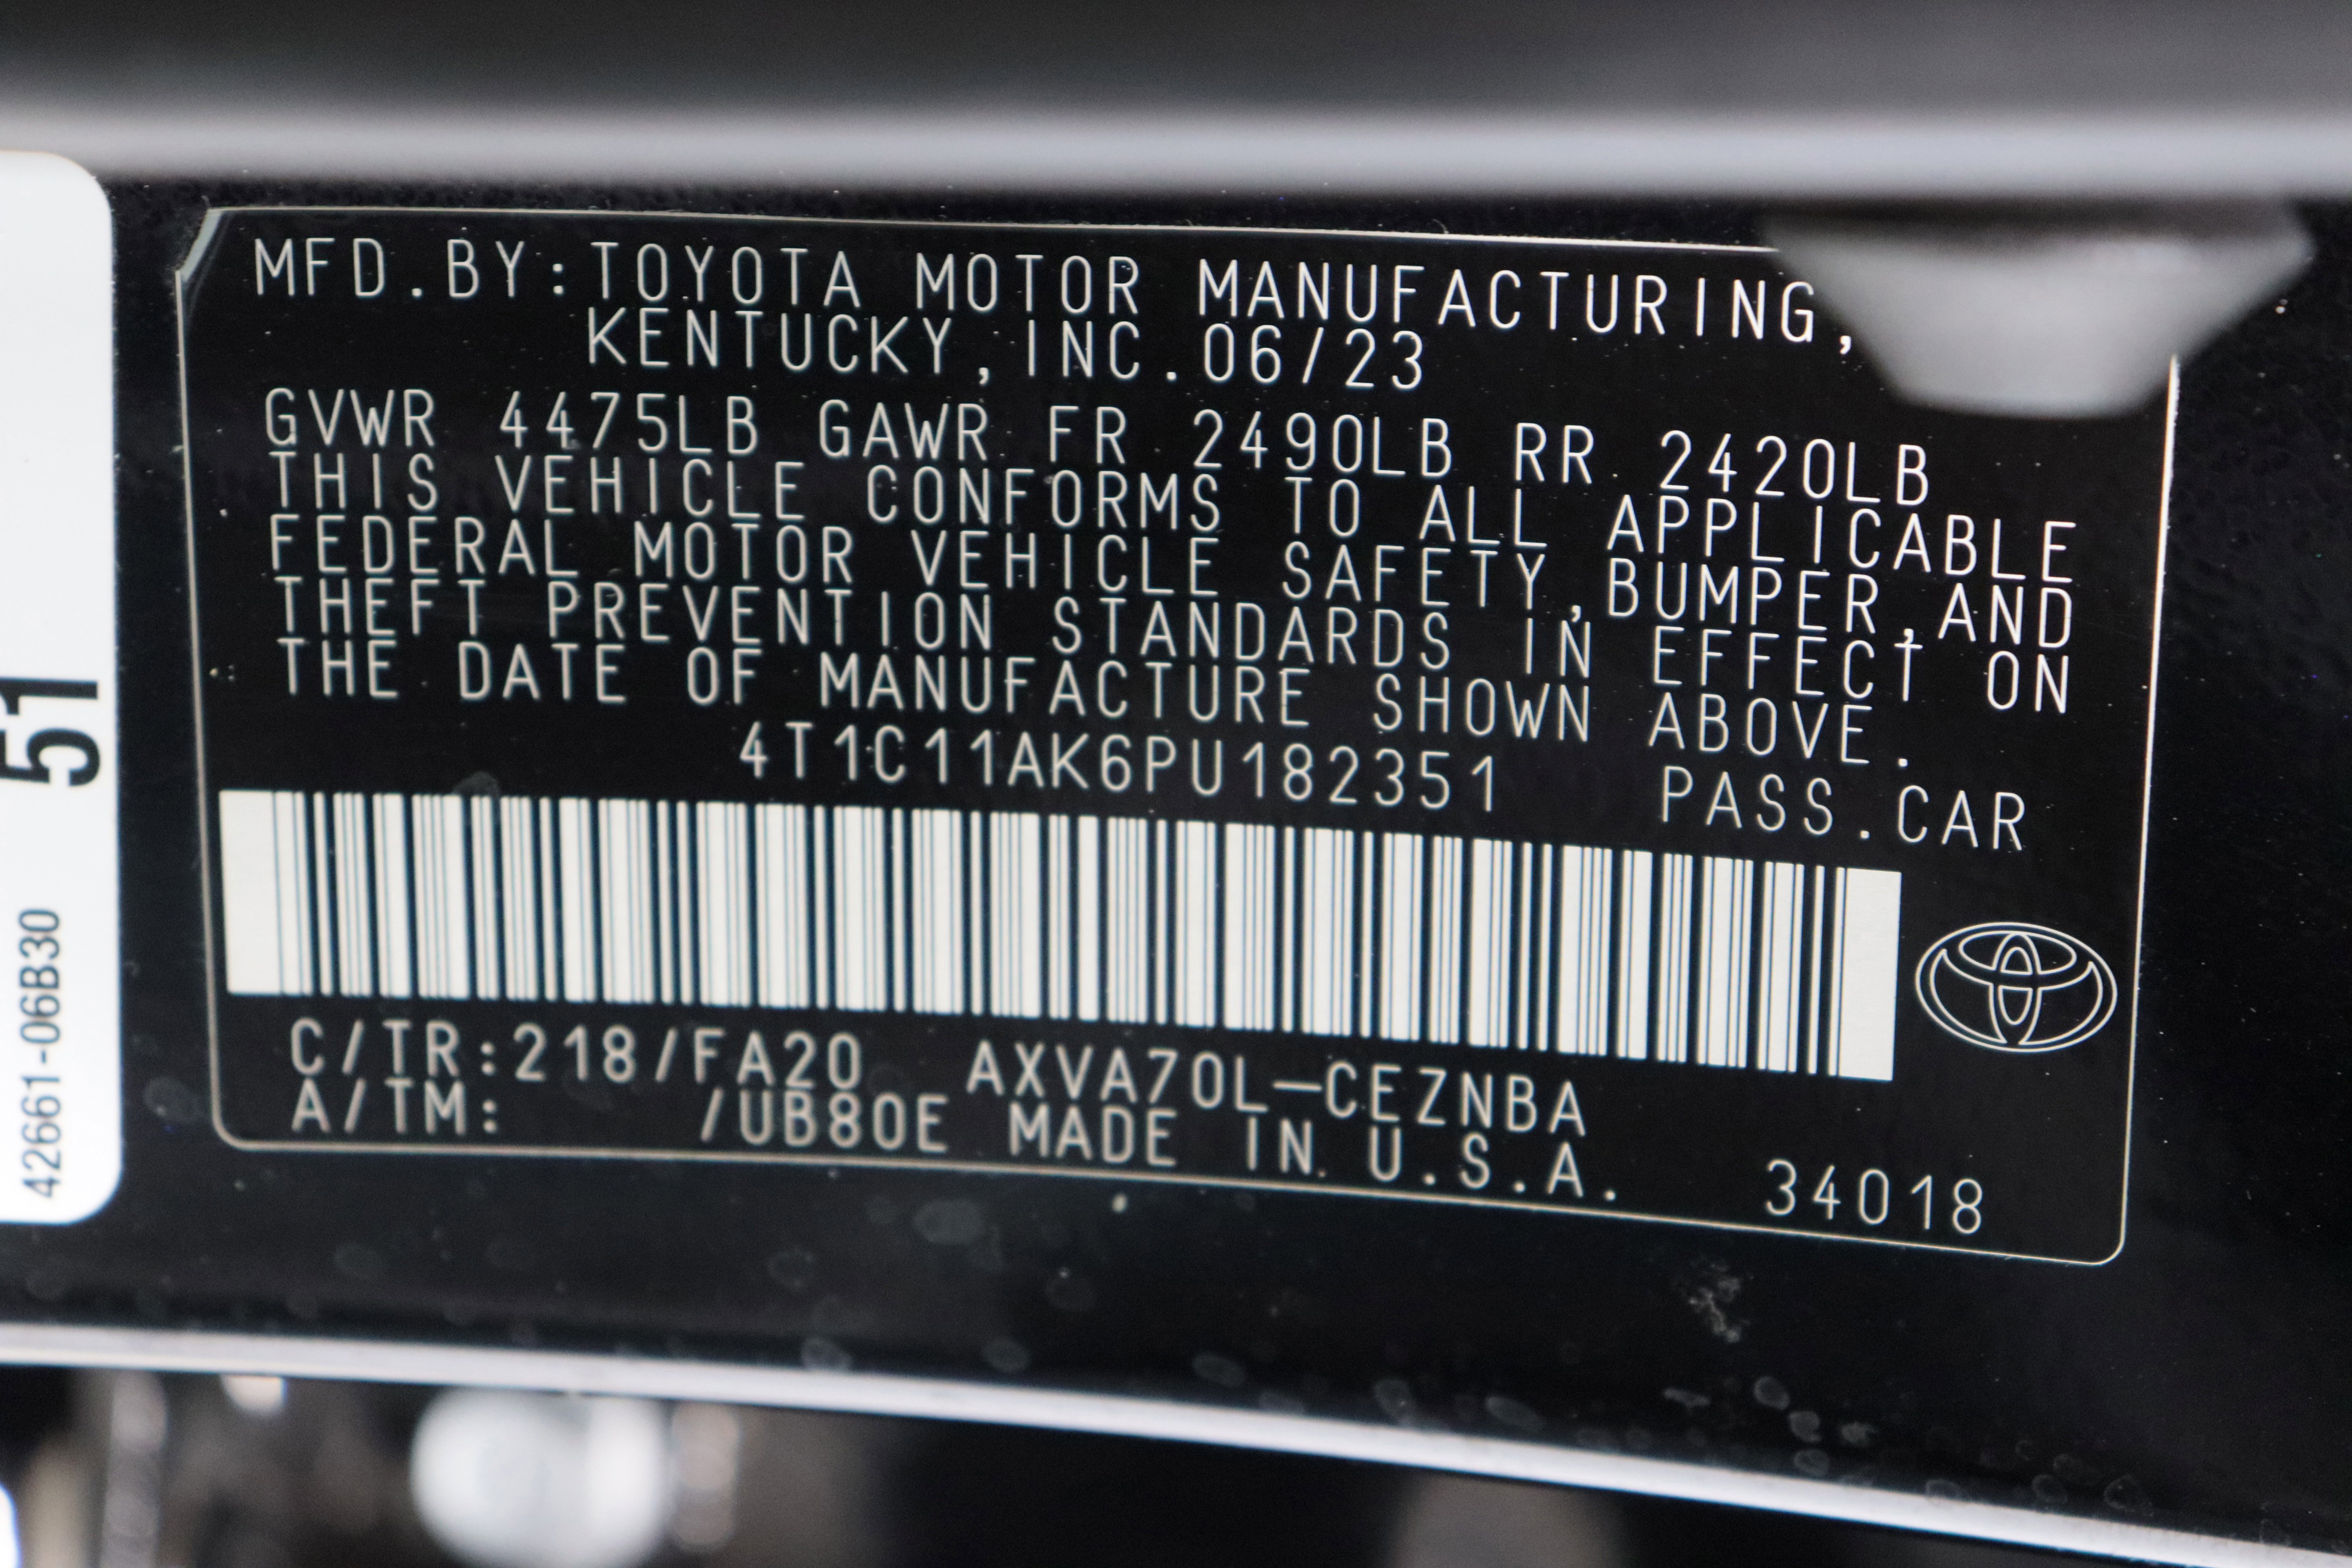 MFD.BY:TOYOTA MOTOR MANUFACTURING,
KENTUCKY,INC.06/23
GVWR 4475LB GAWR FR 2490LB RR 2420LB
THIS VEHICLE CONFORMS TO ALL APPLICABLE
FEDERAL MOTOR VEHICLE SAFETY,BUMPER,AND
THEFT PREVENTION STANDARDS IN EFFECT ON
THE DATE OF MANUFACTURE SHOWN ABOVE.
4T1C11AK6PU182351 PASS.CAR
C/TR:218/FA20 AXVA70L-CEZNBA
A/TM: /UB80E MADE IN U.S.A. 34018
51
42661-06B30